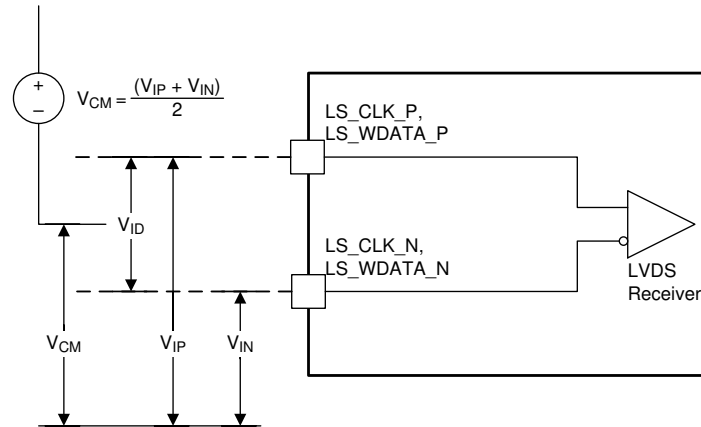 +
–
V_CM = (V_IP + V_IN) / 2
LS_CLK_P,
LS_WDATA_P
V_ID
LS_CLK_N,
LS_WDATA_N
LVDS
Receiver
V_CM
V_IP
V_IN